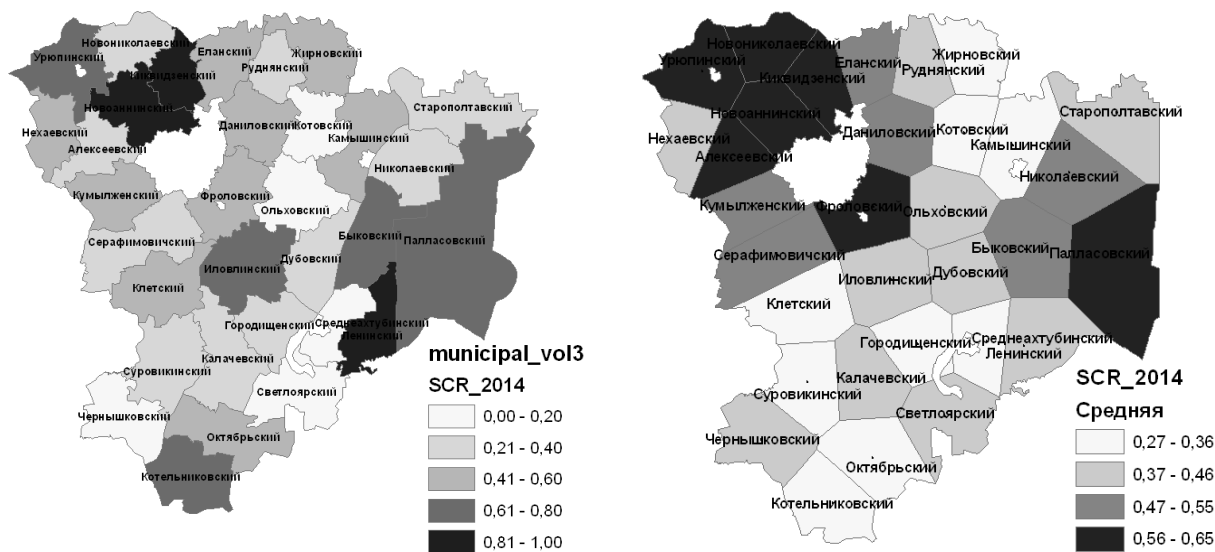 Новониколаевский
Урюпинский
Еланский
Жирновский
Киквидзенский
Руднянский
Новоаннинский
Старополтавский
Нехаевский
Даниловский
Котовский
Камышинский
Алексеевский
Николаевский
Кумылженский
Фроловский
Ольховский
Быковский
Палласовский
Серафимовичский
Иловлинский
Дубовский
Клетский
Городищенский
Среднеахтубинский
Ленинский
Калачевский
Суровикинский
Светлоярский
Чернышковский
Октябрьский
Котельниковский
municipal_vol3
SCR_2014
0,00 - 0,20
0,21 - 0,40
0,41 - 0,60
0,61 - 0,80
0,81 - 1,00
Новониколаевский
Жирновский
Урюпинский
Еланский
Руднянский
Киквидзенский
Старополтавский
Новоаннинский
Даниловский
Котовский
Нехаевский
Камышинский
Алексеевский
Николаевский
Кумылженский
Фроловский
Ольховский
Серафимовичский
Быковский
Палласовский
Иловлинский
Дубовский
Клетский
Городищенский
Среднеахтубинский
Ленинский
Калачевский
Суровикинский
Светлоярский
Чернышковский
Октябрьский
Котельниковский
SCR_2014
Средняя
0,27 - 0,36
0,37 - 0,46
0,47 - 0,55
0,56 - 0,65